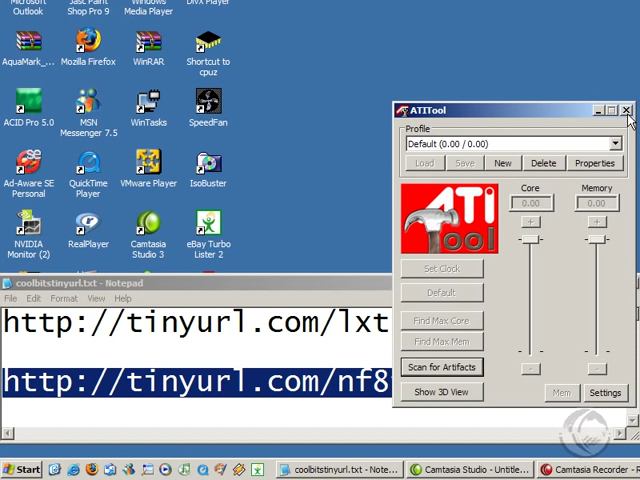 Microsoft Outlook
Jasc Paint Shop Pro 9
Windows Media Player
DivX Player
AquaMark_...
Mozilla Firefox
WinRAR
Shortcut to cpuz
ACID Pro 5.0
MSN Messenger 7.5
WinTasks
SpeedFan
Ad-Aware SE Personal
QuickTime Player
VMware Player
IsoBuster
NVIDIA Monitor (2)
RealPlayer
Camtasia Studio 3
eBay Turbo Lister 2
ATITool
Profile
Default (0.00 / 0.00)
Load Save New Delete Properties
ATI Tool
Core Memory
0.00 0.00
Set Clock
Default
Find Max Core
Find Max Mem
Scan for Artifacts
Show 3D View
Mem Settings
coolbitstinyurl.txt - Notepad
File Edit Format View Help
http://tinyurl.com/lxt
http://tinyurl.com/nf8
Start
coolbitstinyurl.txt - Note...
Camtasia Studio - Untitle...
Camtasia Recorder - R